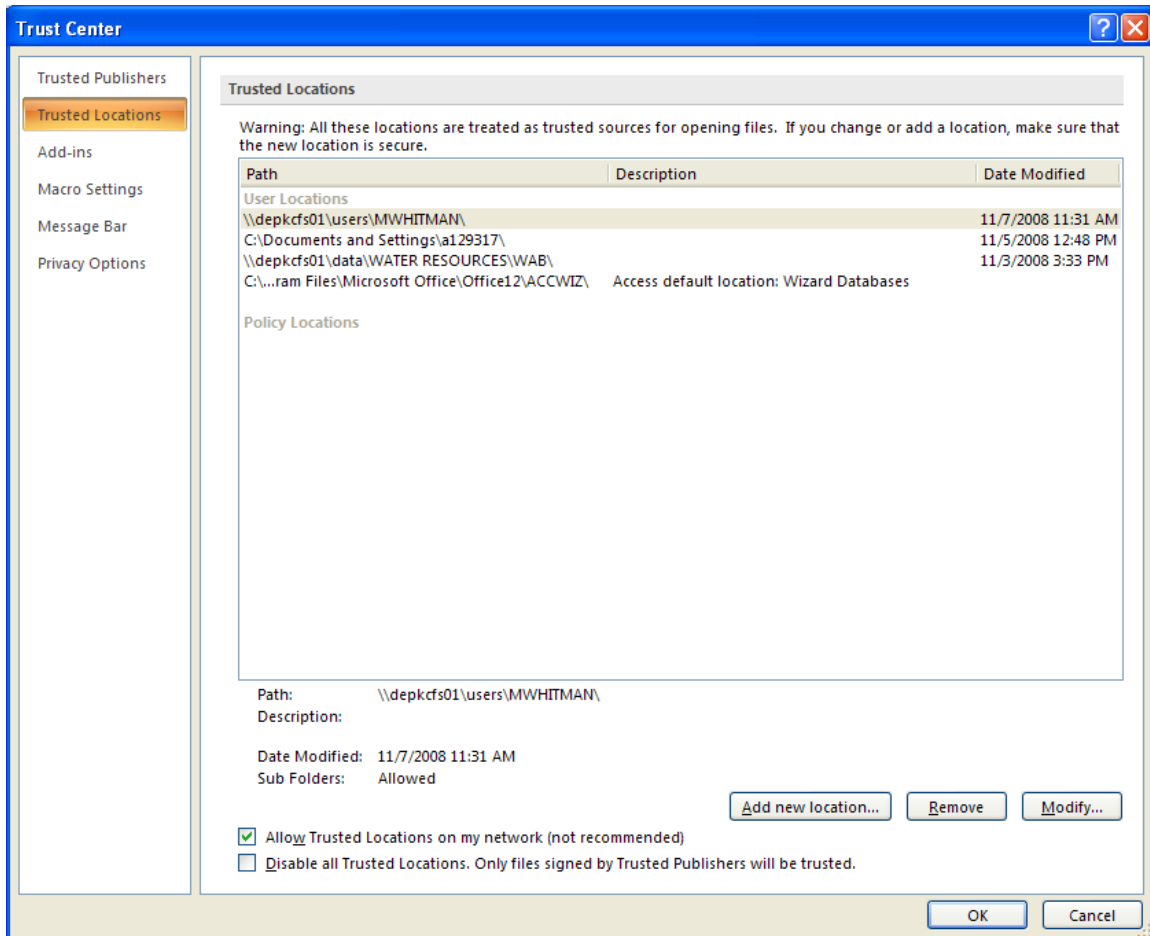 Trust Center
Trusted Publishers
Trusted Locations
Add-ins
Macro Settings
Message Bar
Privacy Options
Trusted Locations
Warning: All these locations are treated as trusted sources for opening files. If you change or add a location, make sure that
the new location is secure.
Path Description Date Modified
User Locations
\\depkcfs01\users\MWHITMAN\ 11/7/2008 11:31 AM
C:\Documents and Settings\a129317\ 11/5/2008 12:48 PM
\\depkcfs01\data\WATER RESOURCES\WAB\ 11/3/2008 3:33 PM
C:\...ram Files\Microsoft Office\Office12\ACCWIZ\ Access default location: Wizard Databases
Policy Locations
Path: \\depkcfs01\users\MWHITMAN\
Description:
Date Modified: 11/7/2008 11:31 AM
Sub Folders: Allowed
Add new location... Remove Modify...
Allow Trusted Locations on my network (not recommended)
Disable all Trusted Locations. Only files signed by Trusted Publishers will be trusted.
OK Cancel